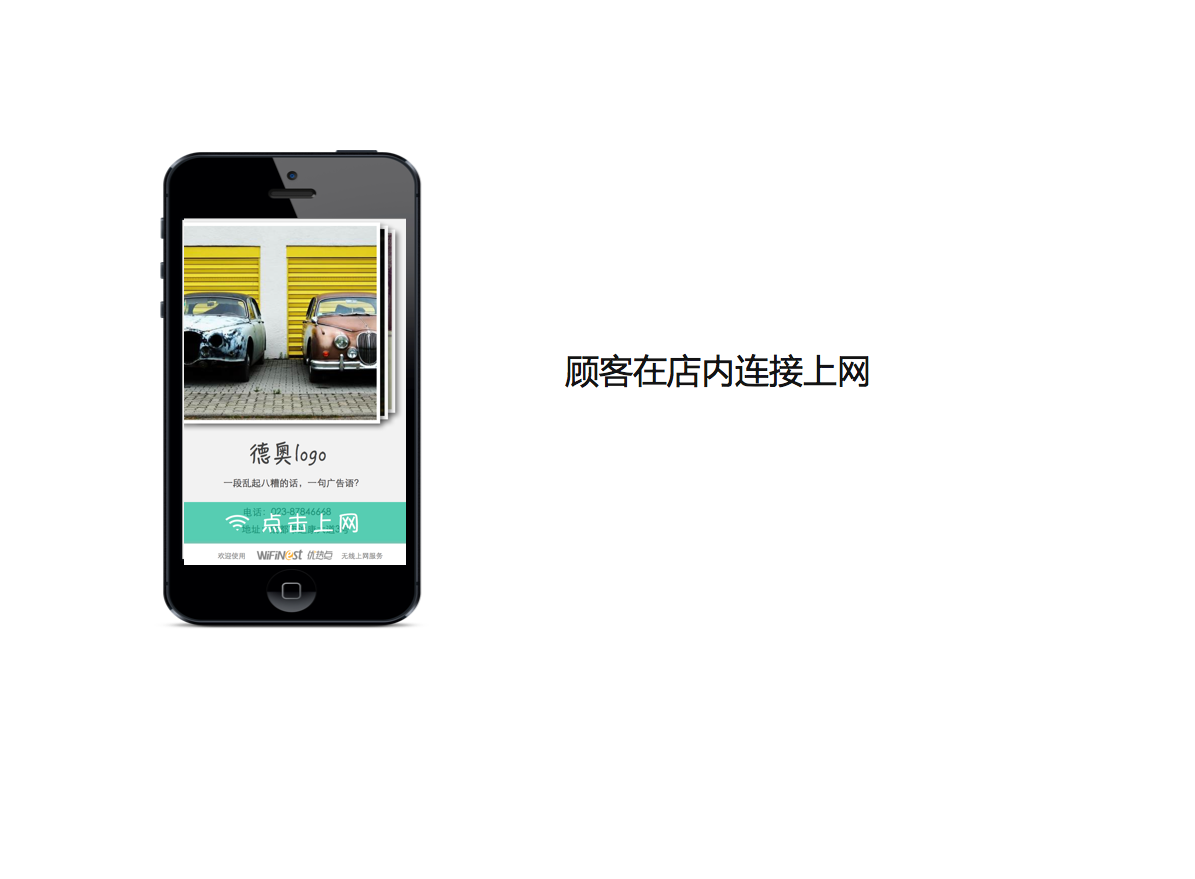 顾客在店内连接上网
德奥logo
一段乱起八糟的话，一句广告语？
电话：023-87846668
点击上网
地址：
欢迎使用 WiFiNest 优热点 无线上网服务